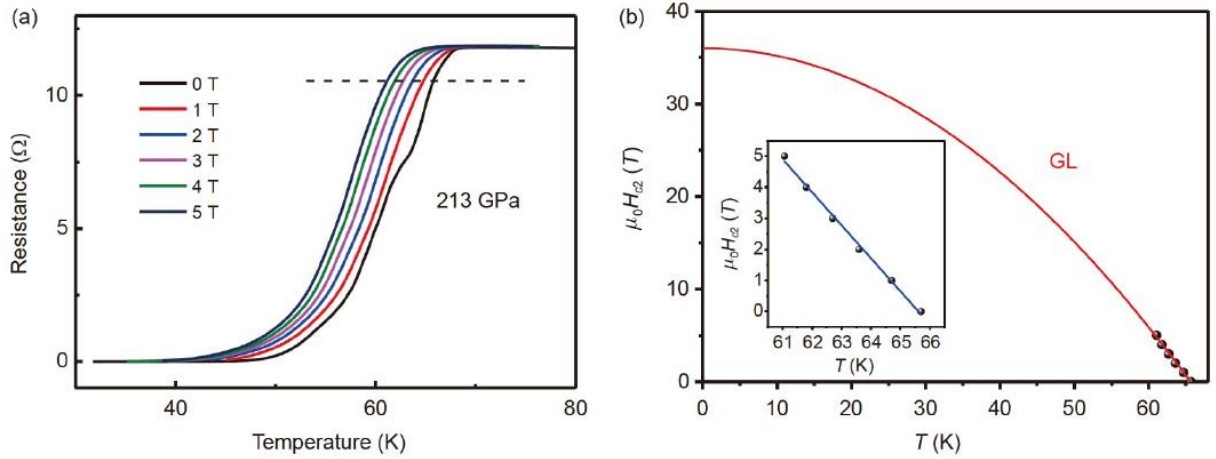 (a)
10
5
0
Resistance (Ω)
0 T
1 T
2 T
3 T
4 T
5 T
213 GPa
40 60 80
Temperature (K)
(b)
40
30
20
10
0
μ₀H_c2 (T)
GL
5
4
3
2
1
0
μ₀H_c2 (T)
61 62 63 64 65 66
T (K)
0 10 20 30 40 50 60
T (K)